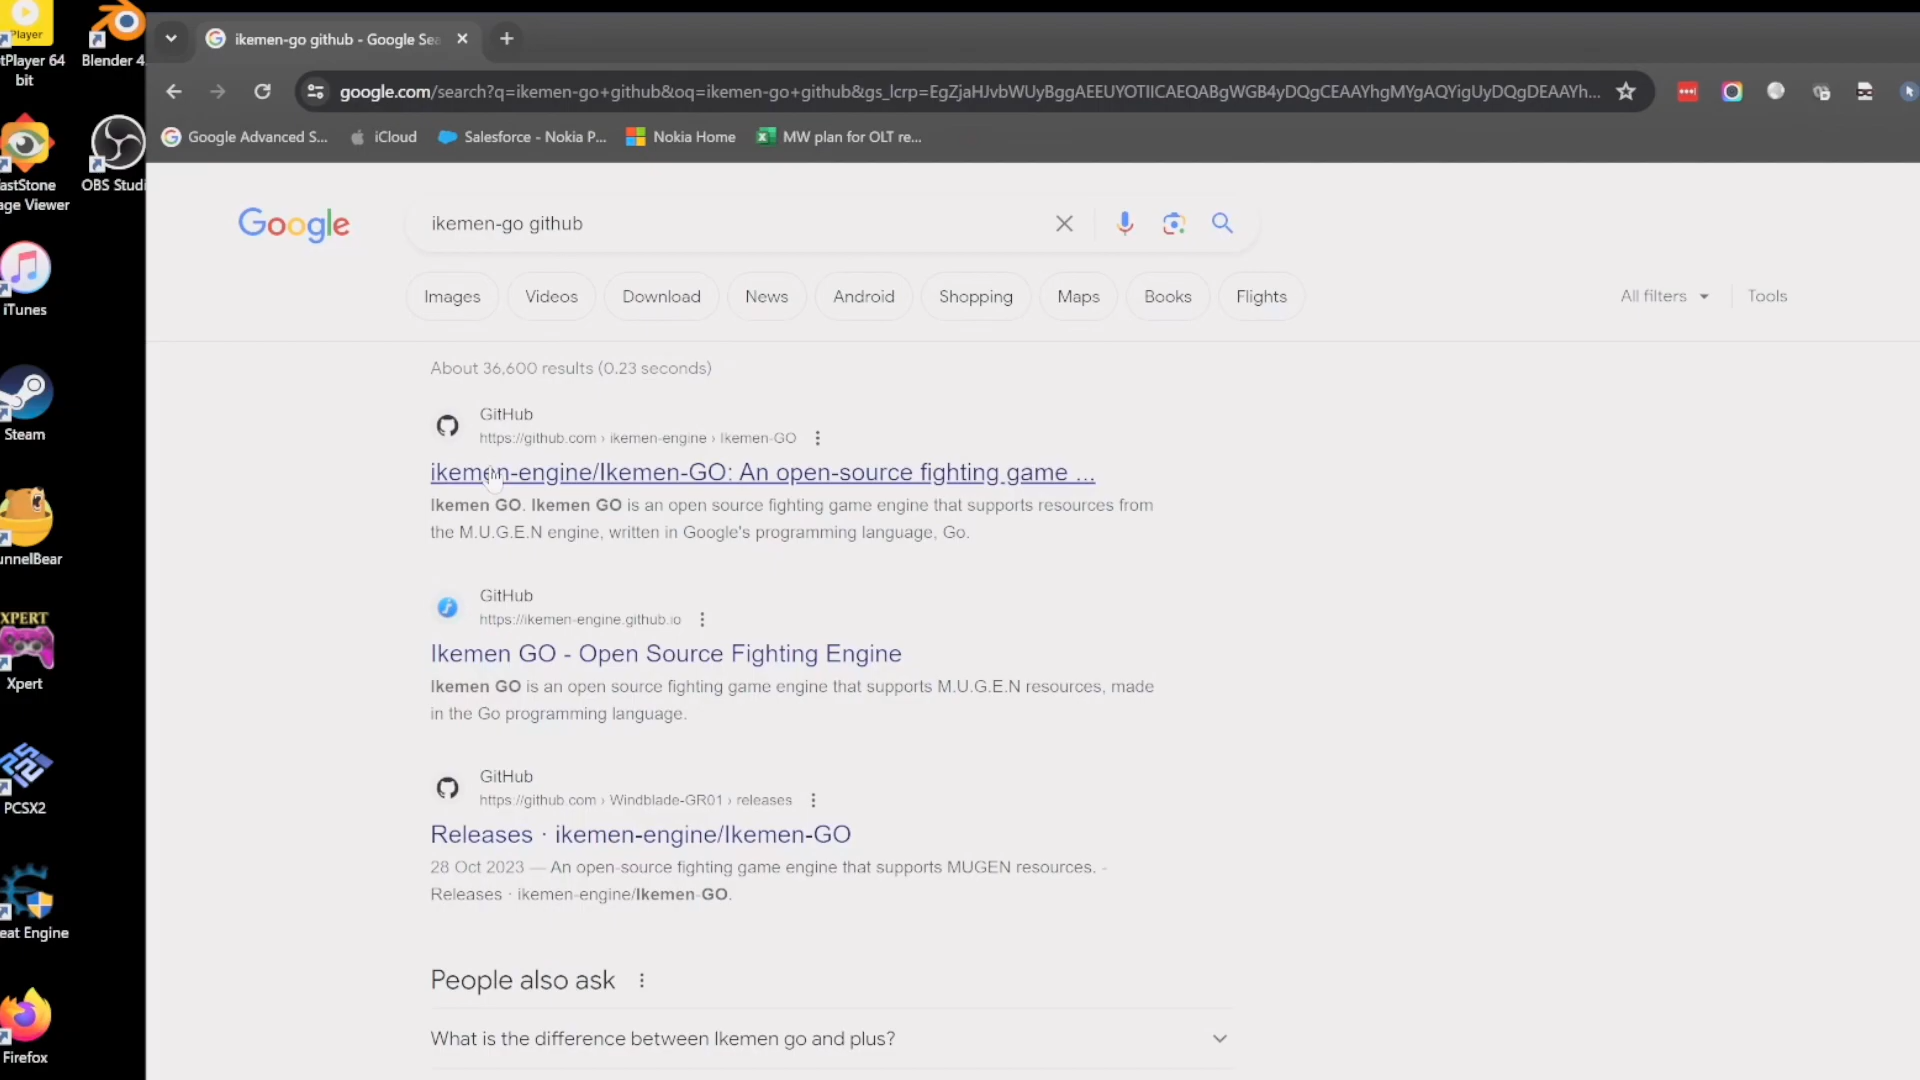 Player
tPlayer 64
bit
Blender 4
astStone
age Viewer
OBS Studi
iTunes
Steam
unnelBear
XPERT
Xpert
PCSX2
eat Engine
Firefox
ikemen-go github - Google Sea
google.com/search?q=ikemen-go+github&oq=ikemen-go+github&gs_lcrp=EgZjaHJvbWUyBggAEEUYOTIICAEQABgWGB4yDQgCEAAYhgMYgAQYigUyDQgDEAAYh...
Google Advanced S...
iCloud
Salesforce - Nokia P...
Nokia Home
MW plan for OLT re...
Google
ikemen-go github
Images
Videos
Download
News
Android
Shopping
Maps
Books
Flights
All filters
Tools
About 36,600 results (0.23 seconds)
GitHub
https://github.com › ikemen-engine › Ikemen-GO
ikemen-engine/Ikemen-GO: An open-source fighting game ...
Ikemen GO. Ikemen GO is an open source fighting game engine that supports resources from
the M.U.G.E.N engine, written in Google's programming language, Go.
GitHub
https://ikemen-engine.github.io
Ikemen GO - Open Source Fighting Engine
Ikemen GO is an open source fighting game engine that supports M.U.G.E.N resources, made
in the Go programming language.
GitHub
https://github.com › Windblade-GR01 › releases
Releases · ikemen-engine/Ikemen-GO
28 Oct 2023 — An open-source fighting game engine that supports MUGEN resources. -
Releases · ikemen-engine/Ikemen-GO.
People also ask
What is the difference between Ikemen go and plus?